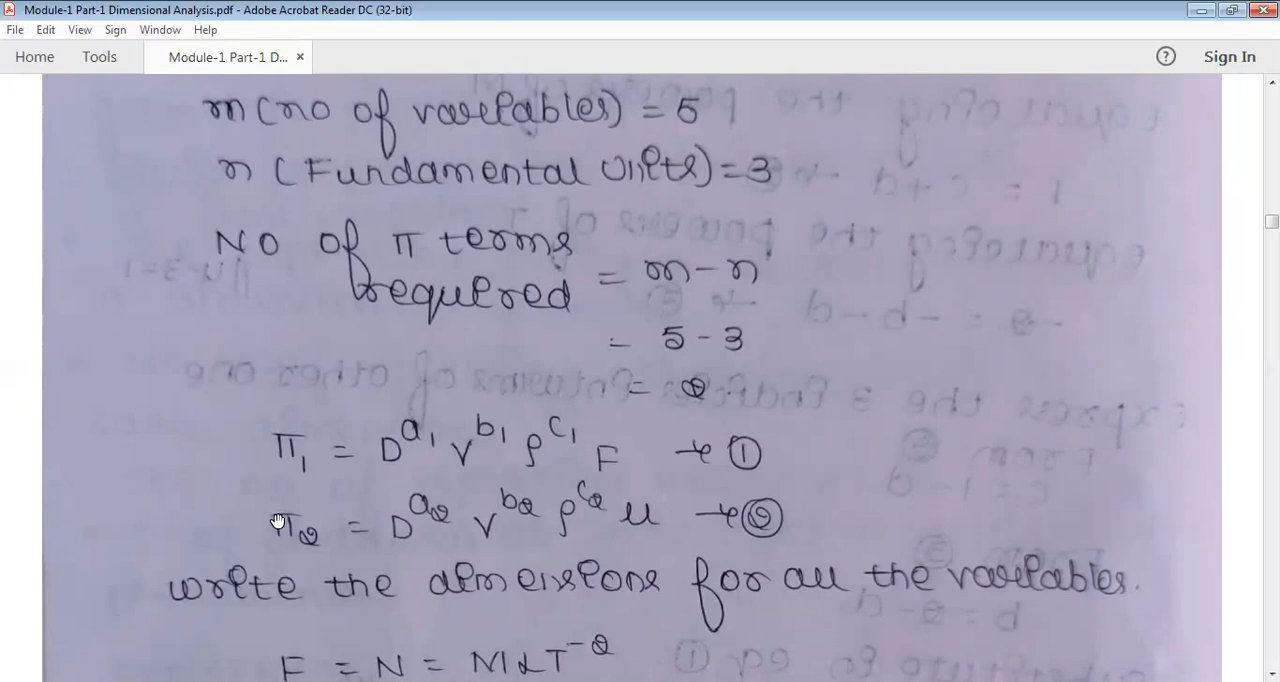 Module-1 Part-1 Dimensional Analysis.pdf - Adobe Acrobat Reader DC (32-bit)
File Edit View Sign Window Help
Home Tools Module-1 Part-1 D... × ? Sign In
m (no of variables) = 5
n (Fundamental Units) = 3
No of π terms
required = m - n
= 5 - 3
= 2
π₁ = D^a₁ V^b₁ ρ^c₁ F → ①
π₂ = D^a₂ V^b₂ ρ^c₂ μ → ②
write the dimensions for all the variables.
F = N = MLT⁻²